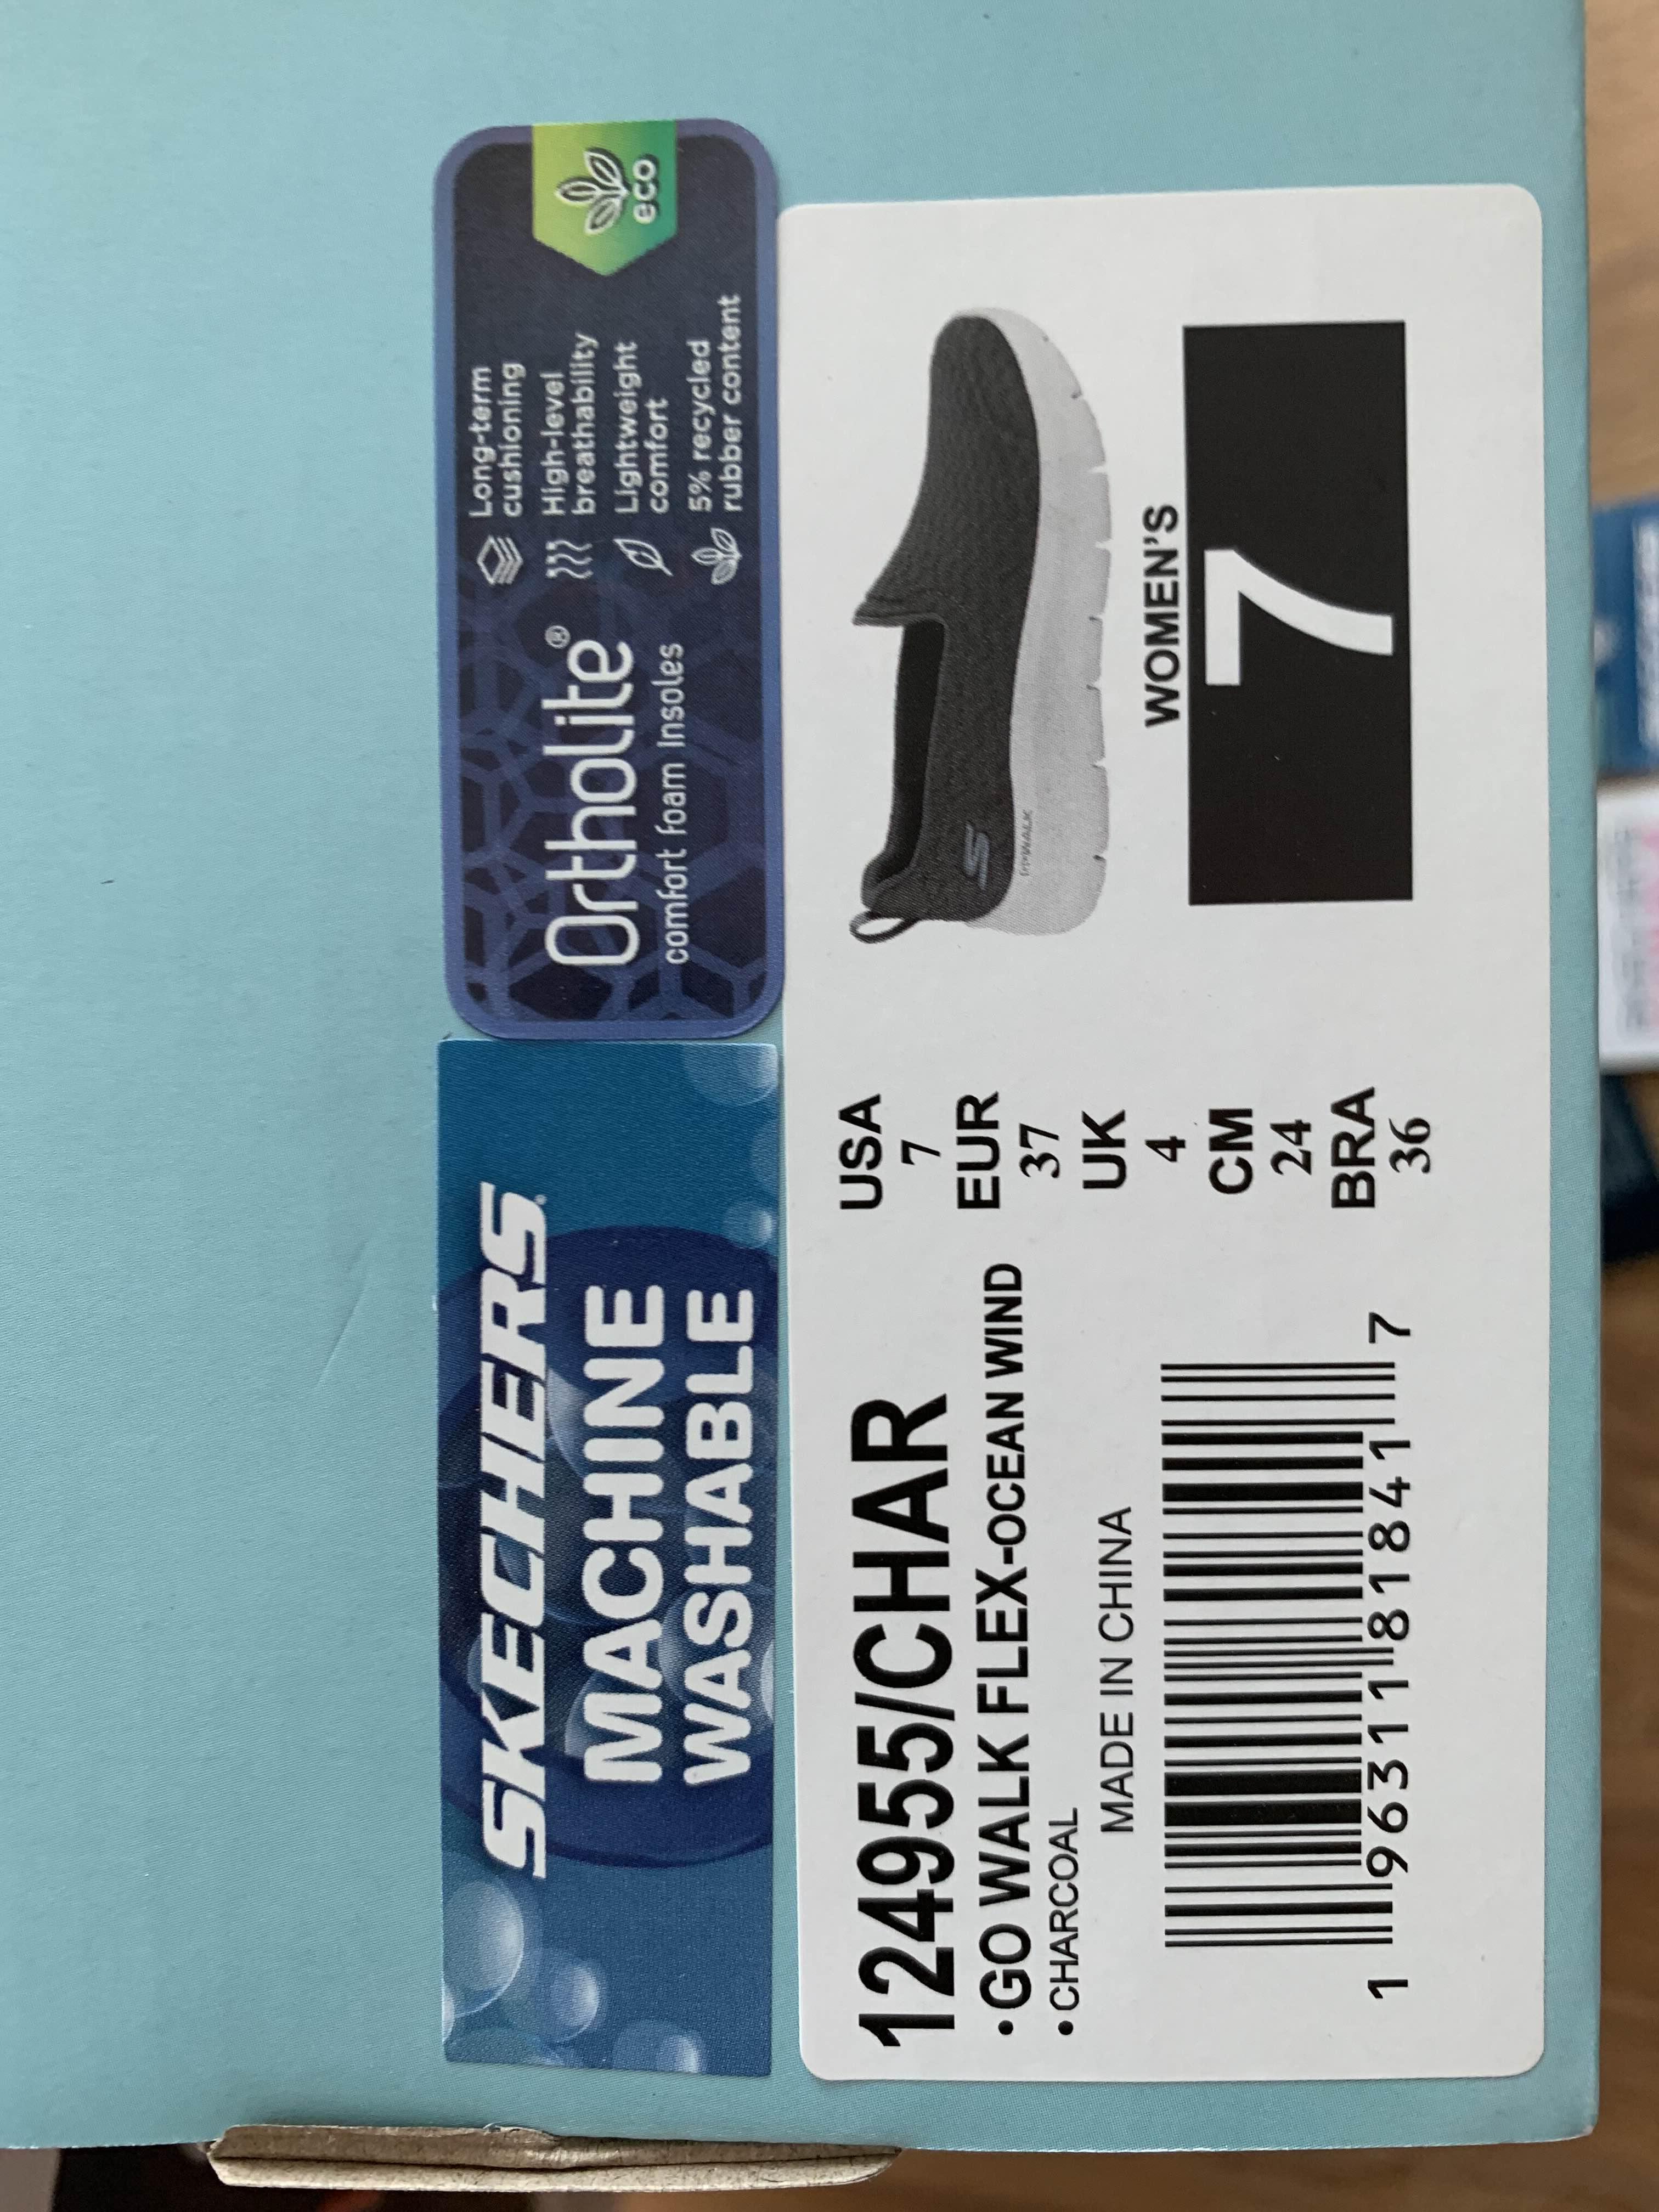 SKECHERS.
MACHINE
WASHABLE
Ortholite®
comfort foam insoles
Long-term
cushioning
High-level
breathability
Lightweight
comfort
5% recycled
rubber content
eco
124955/CHAR
•GO WALK FLEX-OCEAN WIND
•CHARCOAL
MADE IN CHINA
1 96311 81841 7
USA
7
EUR
37
UK
4
CM
24
BRA
36
S
GO WALK
WOMEN'S
7